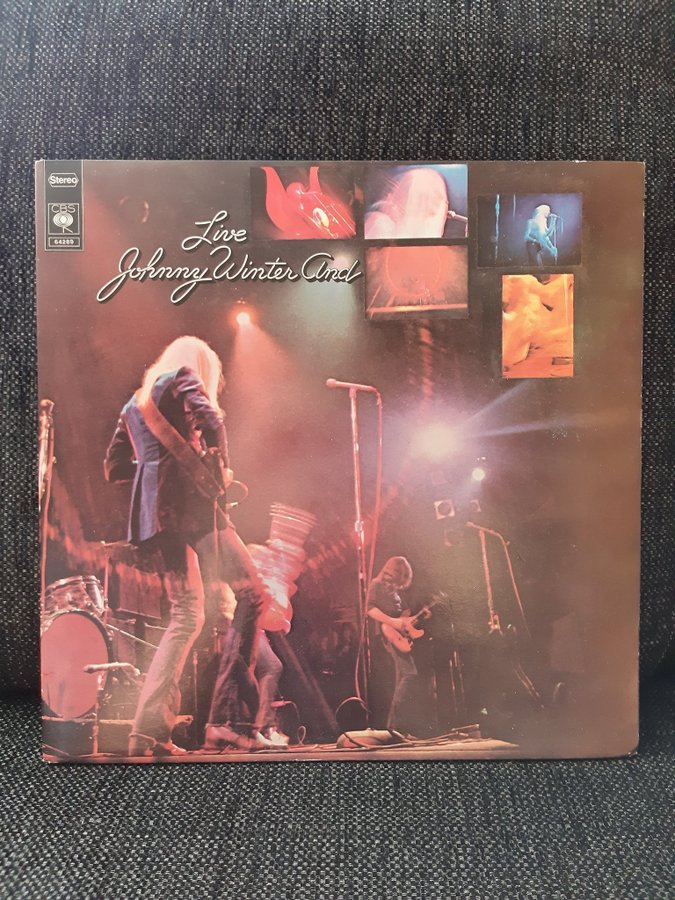 Stereo
CBS
64289
Live
Johnny Winter And